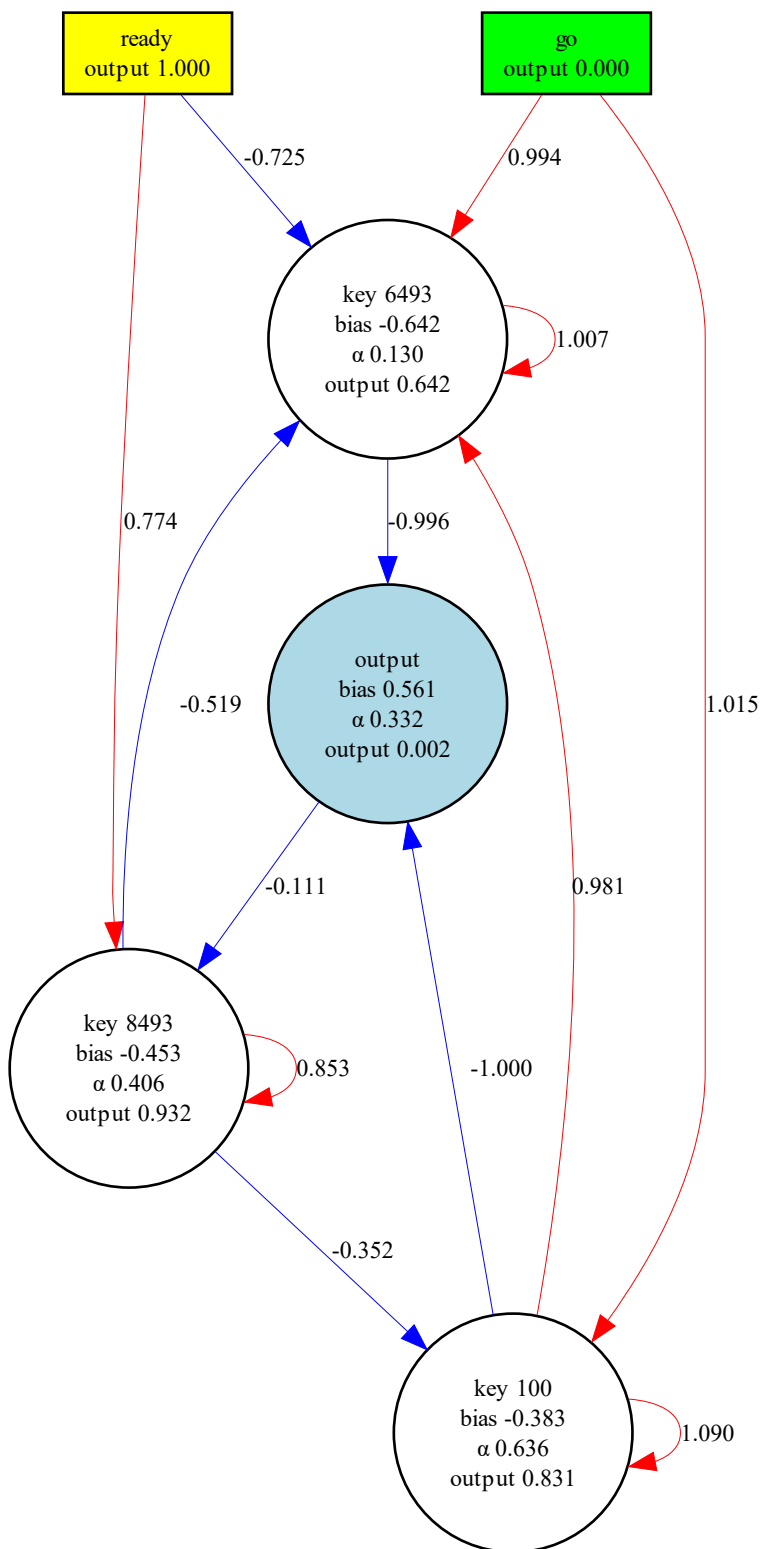 ready
output 1.000
go
output 0.000
-0.725
0.994
key 6493
bias -0.642
α 0.130
output 0.642
1.007
0.774
-0.996
-0.519
output
bias 0.561
α 0.332
output 0.002
1.015
-0.111
0.981
key 8493
bias -0.453
α 0.406
output 0.932
0.853
-1.000
-0.352
key 100
bias -0.383
α 0.636
output 0.831
1.090